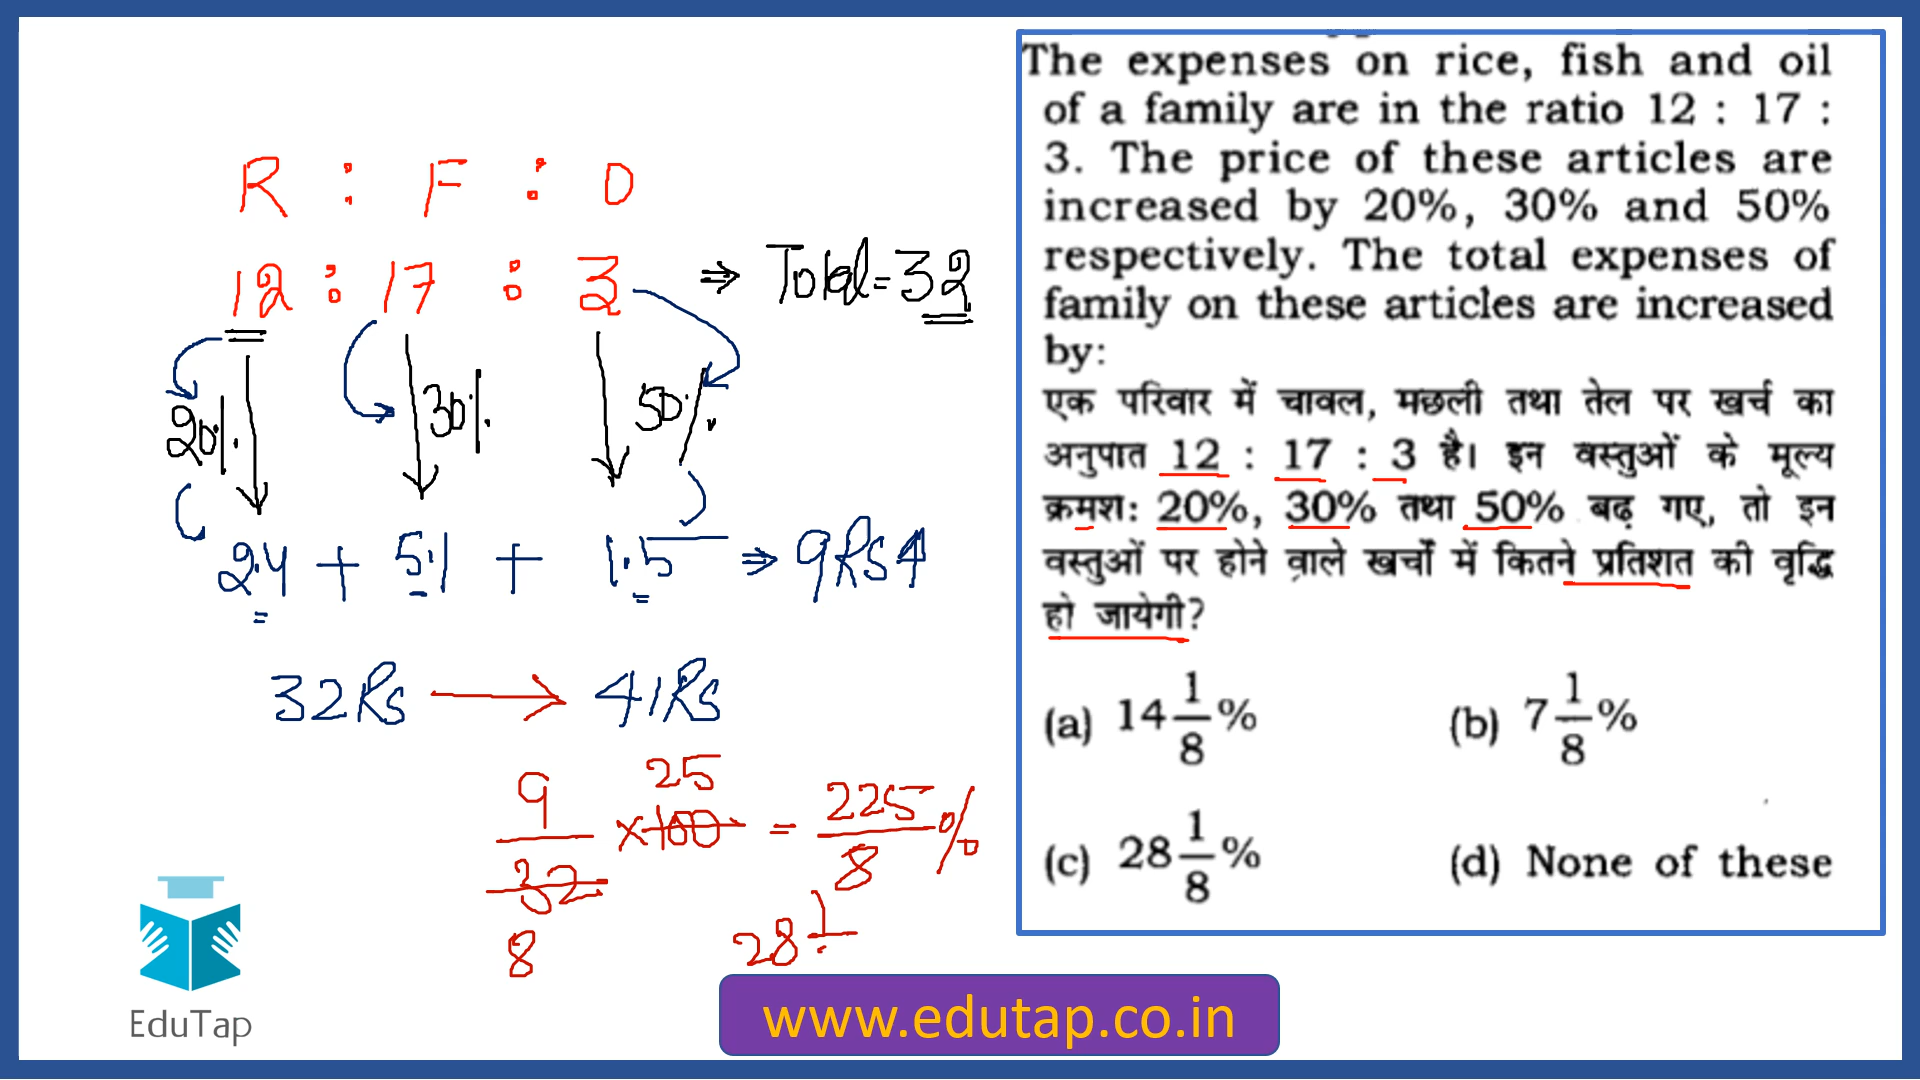 R : F : O
12 : 17 : 3 ⇒ Total = 32
20% 30% 50%
2.4 + 5.1 + 1.5 ⇒ 9Rs↑
32Rs → 41Rs
9/32 × 100 = 225/8 %
25
8
28 1
The expenses on rice, fish and oil
of a family are in the ratio 12 : 17 :
3. The price of these articles are
increased by 20%, 30% and 50%
respectively. The total expenses of
family on these articles are increased
by:
एक परिवार में चावल, मछली तथा तेल पर खर्च का
अनुपात 12 : 17 : 3 है। इन वस्तुओं के मूल्य
क्रमश: 20%, 30% तथा 50% बढ़ गए, तो इन
वस्तुओं पर होने वाले खर्चों में कितने प्रतिशत की वृद्धि
हो जायेगी?
(a) 14 1/8 % (b) 7 1/8 %
(c) 28 1/8 % (d) None of these
EduTap
www.edutap.co.in